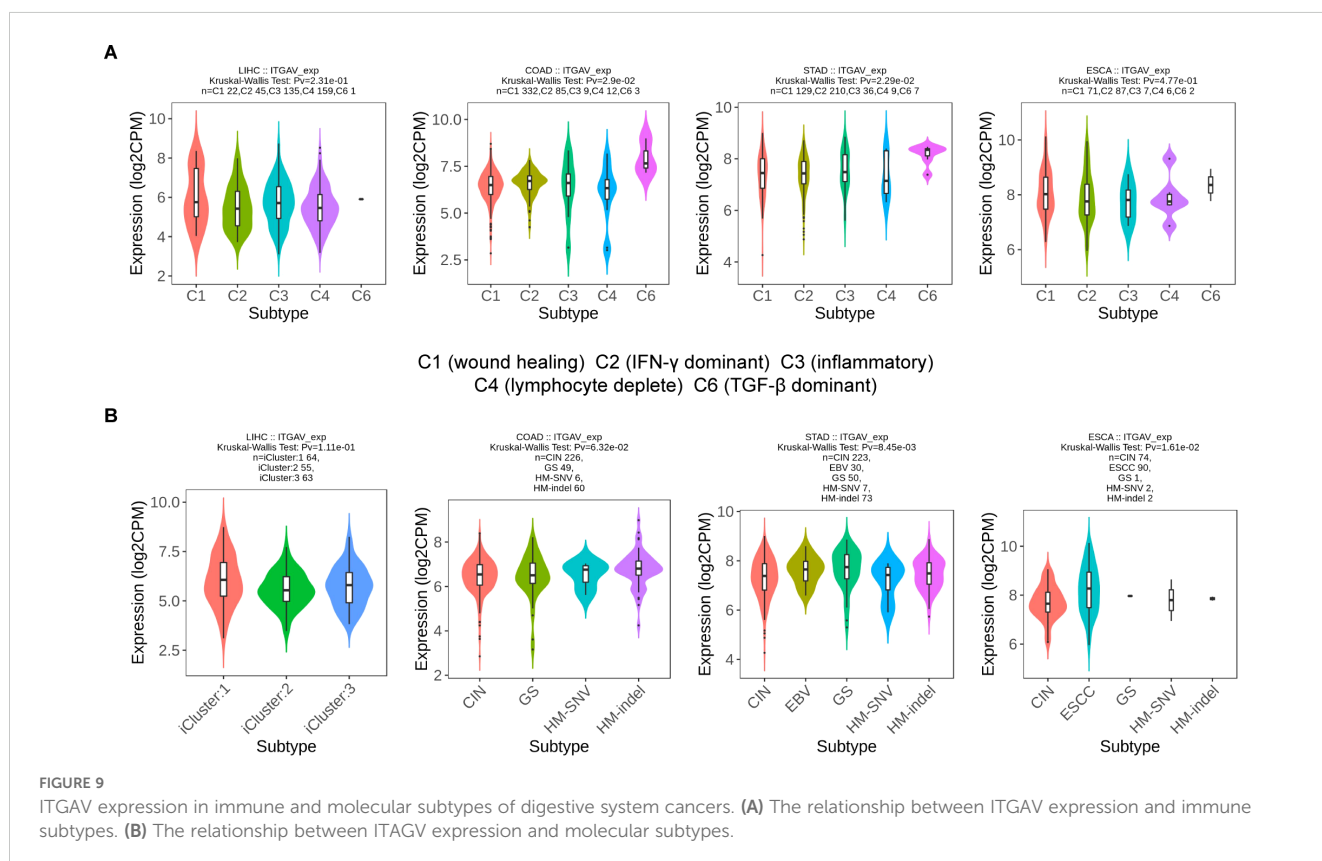 A
LIHC :: ITGAV_exp
Kruskal-Wallis Test: Pv=2.31e-01
n=C1 22,C2 45,C3 135,C4 159,C6 1
Expression (log2CPM)
10
8
6
4
2
C1 C2 C3 C4 C6
Subtype
COAD :: ITGAV_exp
Kruskal-Wallis Test: Pv=2.9e-02
n=C1 332,C2 85,C3 9,C4 12,C6 3
Expression (log2CPM)
10.0
7.5
5.0
2.5
C1 C2 C3 C4 C6
Subtype
STAD :: ITGAV_exp
Kruskal-Wallis Test: Pv=2.29e-02
n=C1 129,C2 210,C3 36,C4 9,C6 7
Expression (log2CPM)
10
8
6
4
C1 C2 C3 C4 C6
Subtype
ESCA :: ITGAV_exp
Kruskal-Wallis Test: Pv=4.77e-01
n=C1 71,C2 87,C3 7,C4 6,C6 2
Expression (log2CPM)
10
8
6
C1 C2 C3 C4 C6
Subtype
C1 (wound healing) C2 (IFN-γ dominant) C3 (inflammatory)
C4 (lymphocyte deplete) C6 (TGF-β dominant)
B
LIHC :: ITGAV_exp
Kruskal-Wallis Test: Pv=1.11e-01
n=iCluster:1 64,
iCluster:2 55,
iCluster:3 63
Expression (log2CPM)
10.0
7.5
5.0
2.5
iCluster:1 iCluster:2 iCluster:3
Subtype
COAD :: ITGAV_exp
Kruskal-Wallis Test: Pv=6.32e-02
n=CIN 226,
GS 49,
HM-SNV 6,
HM-indel 60
Expression (log2CPM)
8
6
4
2
CIN GS HM-SNV HM-indel
Subtype
STAD :: ITGAV_exp
Kruskal-Wallis Test: Pv=8.45e-03
n=CIN 223,
EBV 30,
GS 50,
HM-SNV 7,
HM-indel 73
Expression (log2CPM)
10
8
6
4
CIN EBV GS HM-SNV HM-indel
Subtype
ESCA :: ITGAV_exp
Kruskal-Wallis Test: Pv=1.61e-02
n=CIN 74,
ESCC 90,
GS 1,
HM-SNV 2,
HM-indel 2
Expression (log2CPM)
10
8
6
CIN ESCC GS HM-SNV HM-indel
Subtype
FIGURE 9
ITGAV expression in immune and molecular subtypes of digestive system cancers. (A) The relationship between ITGAV expression and immune
subtypes. (B) The relationship between ITAGV expression and molecular subtypes.